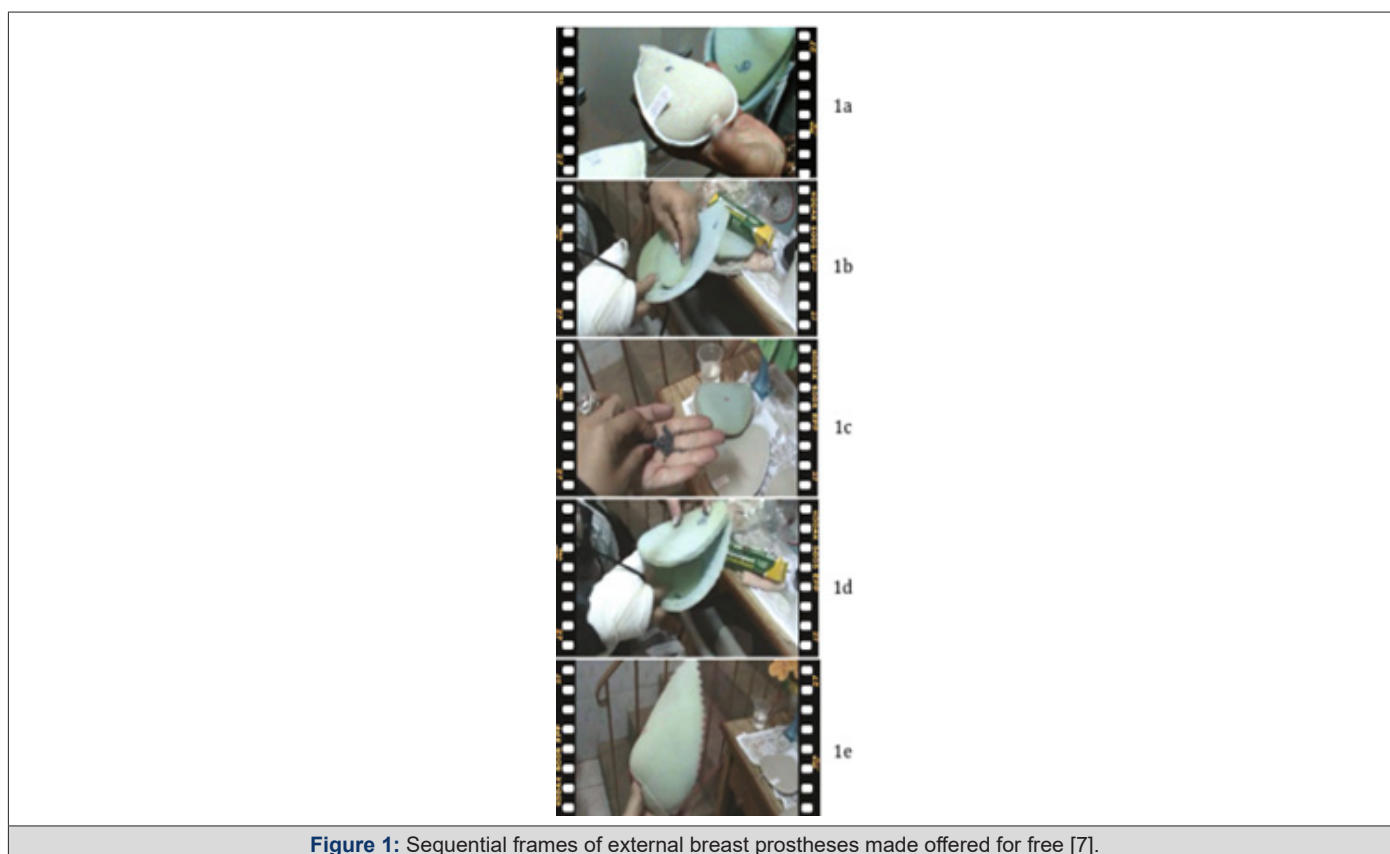 1a
1b
1c
1d
1e
Figure 1: Sequential frames of external breast prostheses made offered for free [7].